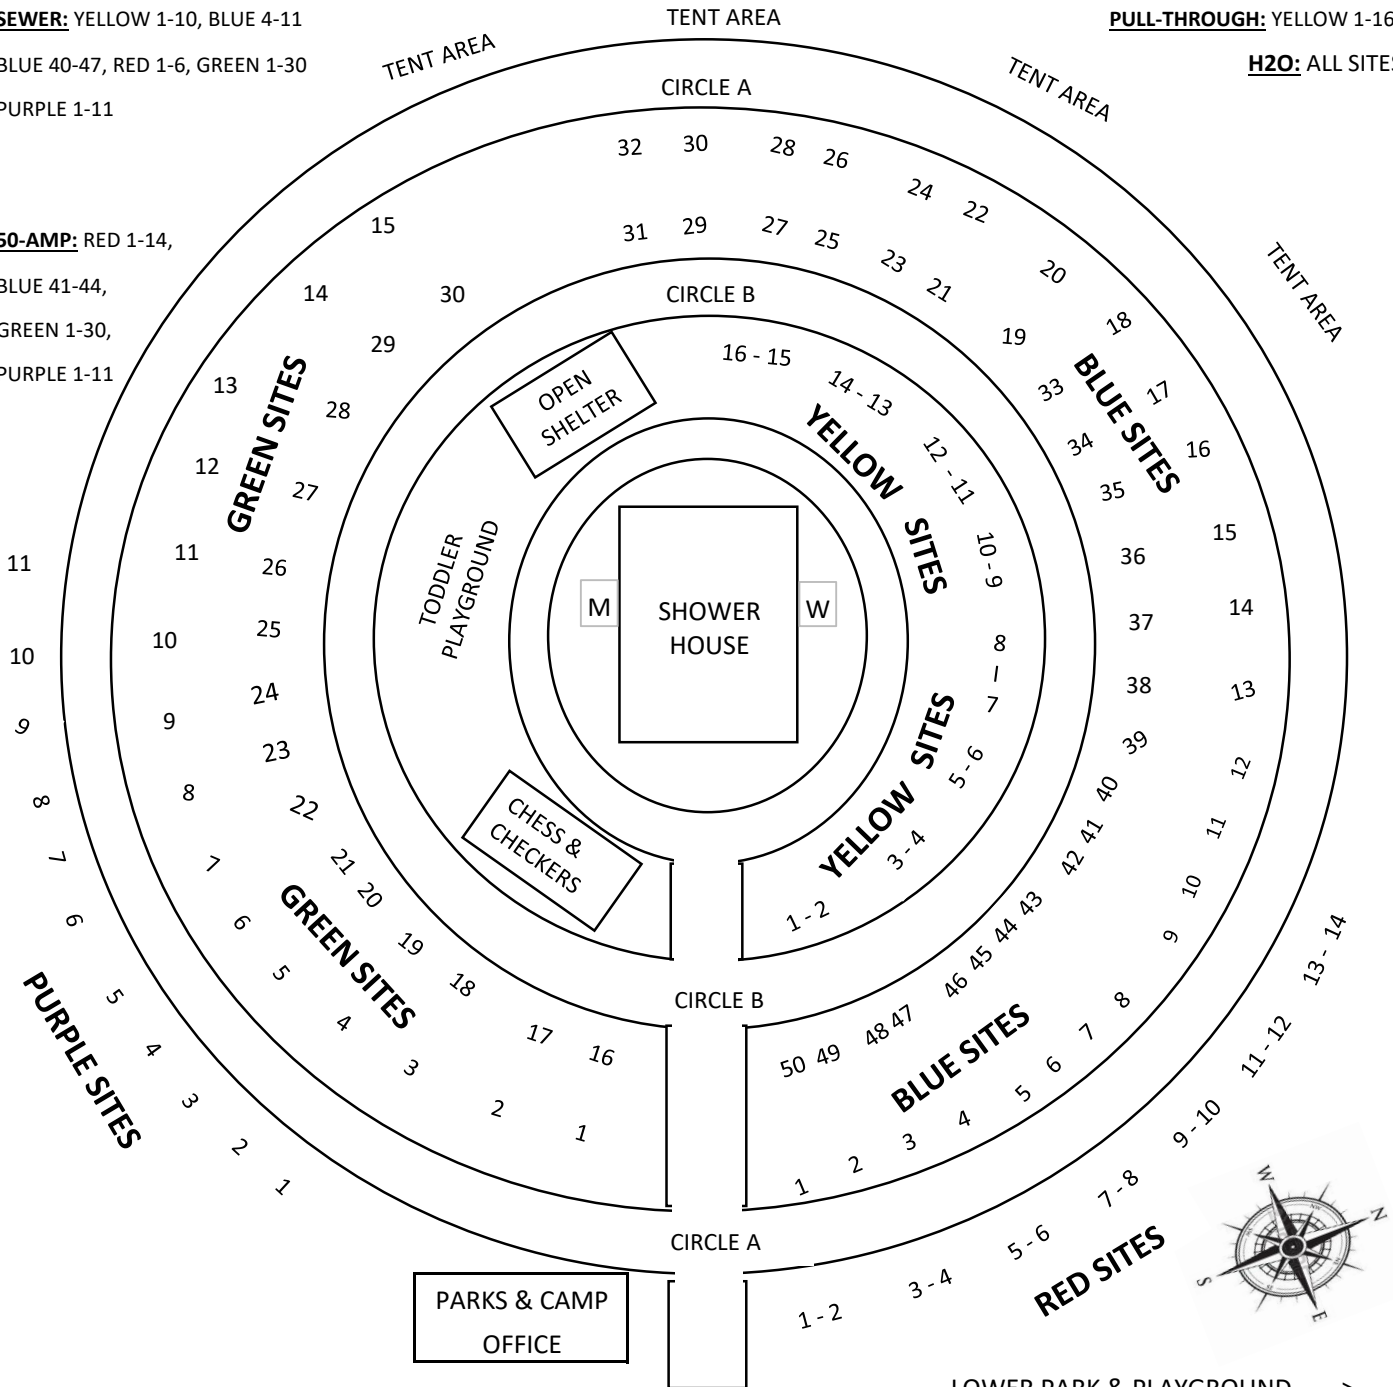 SEWER: YELLOW 1-10, BLUE 4-11
BLUE 40-47, RED 1-6, GREEN 1-30
PURPLE 1-11
50-AMP: RED 1-14,
BLUE 41-44,
GREEN 1-30,
PURPLE 1-11
PULL-THROUGH: YELLOW 1-16
H2O: ALL SITES
TENT AREA
TENT AREA
TENT AREA
TENT AREA
CIRCLE A
32 30 28 26 24 22 20 18 17 16 15 14 13 12 11 10 9 8 7 6 5 4 3 2 1
31 29 27 25 23 21 19 33 34 35 36 37 38 39 40 41 42 43 44 45 46 47 48 49 50
BLUE SITES
BLUE SITES
CIRCLE B
16 - 15
14 - 13
12 - 11
10 - 9
8 - 7
5 - 6
3 - 4
1 - 2
YELLOW SITES
YELLOW SITES
OPEN
SHELTER
TODDLER
PLAYGROUND
M
SHOWER
HOUSE
W
CHESS &
CHECKERS
15 14 13 12 11 10 9 8 7 6 5 4 3 2 1
30 29 28 27 26 25 24 23 22 21 20 19 18 17 16
GREEN SITES
GREEN SITES
11 10 9 8 7 6 5 4 3 2 1
PURPLE SITES
CIRCLE B
CIRCLE A
PARKS & CAMP
OFFICE
1 - 2
3 - 4
5 - 6
7 - 8
9 - 10
11 - 12
13 - 14
RED SITES
W
N
S
E
LOWER PARK & PLAYGROUND